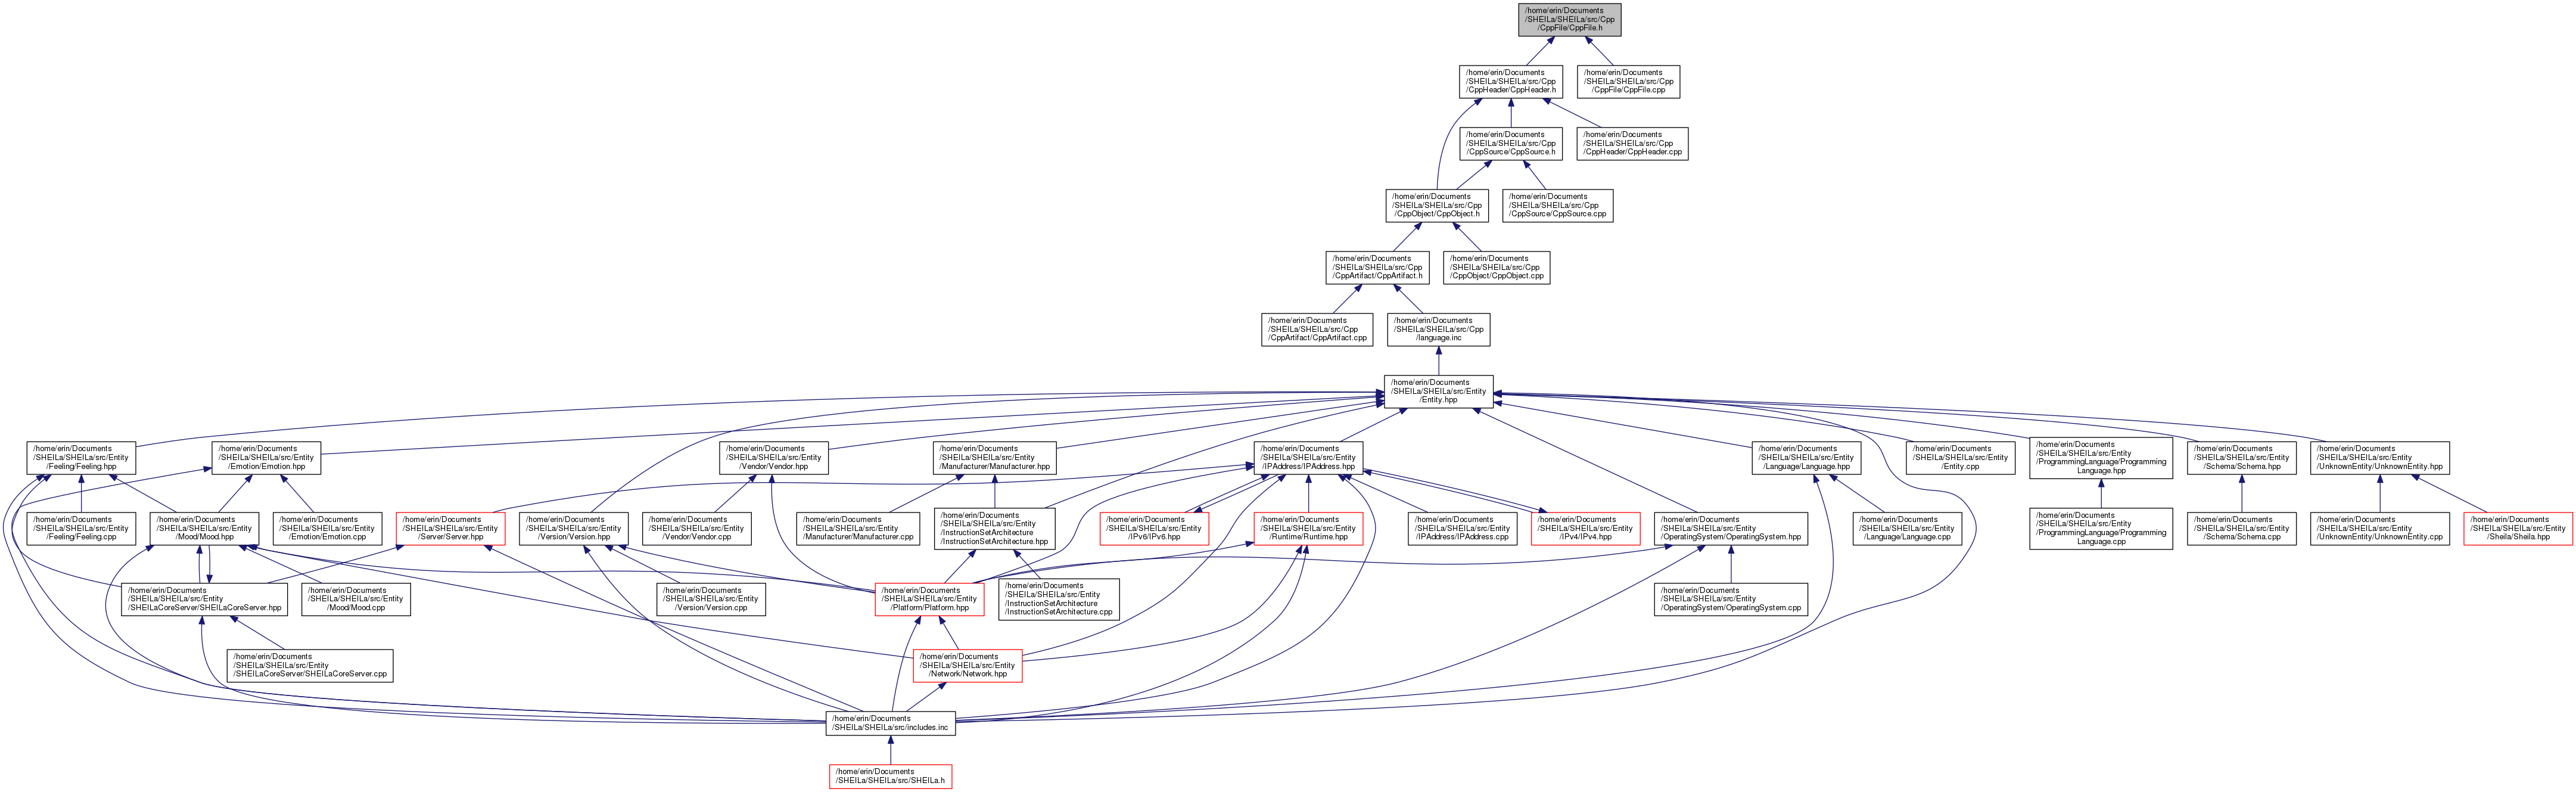 /home/erin/Documents
/SHEILa/SHEILa/src/Cpp
/CppFile/CppFile.h
/home/erin/Documents
/SHEILa/SHEILa/src/Cpp
/CppHeader/CppHeader.h
/home/erin/Documents
/SHEILa/SHEILa/src/Cpp
/CppFile/CppFile.cpp
/home/erin/Documents
/SHEILa/SHEILa/src/Cpp
/CppSource/CppSource.h
/home/erin/Documents
/SHEILa/SHEILa/src/Cpp
/CppHeader/CppHeader.cpp
/home/erin/Documents
/SHEILa/SHEILa/src/Cpp
/CppObject/CppObject.h
/home/erin/Documents
/SHEILa/SHEILa/src/Cpp
/CppSource/CppSource.cpp
/home/erin/Documents
/SHEILa/SHEILa/src/Cpp
/CppArtifact/CppArtifact.h
/home/erin/Documents
/SHEILa/SHEILa/src/Cpp
/CppObject/CppObject.cpp
/home/erin/Documents
/SHEILa/SHEILa/src/Cpp
/CppArtifact/CppArtifact.cpp
/home/erin/Documents
/SHEILa/SHEILa/src/Cpp
/language.inc
/home/erin/Documents
/SHEILa/SHEILa/src/Entity
/Entity.hpp
/home/erin/Documents
/SHEILa/SHEILa/src/Entity
/Feeling/Feeling.hpp
/home/erin/Documents
/SHEILa/SHEILa/src/Entity
/Emotion/Emotion.hpp
/home/erin/Documents
/SHEILa/SHEILa/src/Entity
/Vendor/Vendor.hpp
/home/erin/Documents
/SHEILa/SHEILa/src/Entity
/Manufacturer/Manufacturer.hpp
/home/erin/Documents
/SHEILa/SHEILa/src/Entity
/IPAddress/IPAddress.hpp
/home/erin/Documents
/SHEILa/SHEILa/src/Entity
/Language/Language.hpp
/home/erin/Documents
/SHEILa/SHEILa/src/Entity
/Entity.cpp
/home/erin/Documents
/SHEILa/SHEILa/src/Entity
/ProgrammingLanguage/Programming
Language.hpp
/home/erin/Documents
/SHEILa/SHEILa/src/Entity
/Schema/Schema.hpp
/home/erin/Documents
/SHEILa/SHEILa/src/Entity
/UnknownEntity/UnknownEntity.hpp
/home/erin/Documents
/SHEILa/SHEILa/src/Entity
/Feeling/Feeling.cpp
/home/erin/Documents
/SHEILa/SHEILa/src/Entity
/Mood/Mood.hpp
/home/erin/Documents
/SHEILa/SHEILa/src/Entity
/Emotion/Emotion.cpp
/home/erin/Documents
/SHEILa/SHEILa/src/Entity
/Server/Server.hpp
/home/erin/Documents
/SHEILa/SHEILa/src/Entity
/Version/Version.hpp
/home/erin/Documents
/SHEILa/SHEILa/src/Entity
/Vendor/Vendor.cpp
/home/erin/Documents
/SHEILa/SHEILa/src/Entity
/Manufacturer/Manufacturer.cpp
/home/erin/Documents
/SHEILa/SHEILa/src/Entity
/InstructionSetArchitecture
/InstructionSetArchitecture.hpp
/home/erin/Documents
/SHEILa/SHEILa/src/Entity
/IPv6/IPv6.hpp
/home/erin/Documents
/SHEILa/SHEILa/src/Entity
/Runtime/Runtime.hpp
/home/erin/Documents
/SHEILa/SHEILa/src/Entity
/IPAddress/IPAddress.cpp
/home/erin/Documents
/SHEILa/SHEILa/src/Entity
/IPv4/IPv4.hpp
/home/erin/Documents
/SHEILa/SHEILa/src/Entity
/OperatingSystem/OperatingSystem.hpp
/home/erin/Documents
/SHEILa/SHEILa/src/Entity
/Language/Language.cpp
/home/erin/Documents
/SHEILa/SHEILa/src/Entity
/ProgrammingLanguage/Programming
Language.cpp
/home/erin/Documents
/SHEILa/SHEILa/src/Entity
/Schema/Schema.cpp
/home/erin/Documents
/SHEILa/SHEILa/src/Entity
/UnknownEntity/UnknownEntity.cpp
/home/erin/Documents
/SHEILa/SHEILa/src/Entity
/Sheila/Sheila.hpp
/home/erin/Documents
/SHEILa/SHEILa/src/Entity
/SHEILaCoreServer/SHEILaCoreServer.hpp
/home/erin/Documents
/SHEILa/SHEILa/src/Entity
/Mood/Mood.cpp
/home/erin/Documents
/SHEILa/SHEILa/src/Entity
/Version/Version.cpp
/home/erin/Documents
/SHEILa/SHEILa/src/Entity
/Platform/Platform.hpp
/home/erin/Documents
/SHEILa/SHEILa/src/Entity
/InstructionSetArchitecture
/InstructionSetArchitecture.cpp
/home/erin/Documents
/SHEILa/SHEILa/src/Entity
/OperatingSystem/OperatingSystem.cpp
/home/erin/Documents
/SHEILa/SHEILa/src/Entity
/SHEILaCoreServer/SHEILaCoreServer.cpp
/home/erin/Documents
/SHEILa/SHEILa/src/Entity
/Network/Network.hpp
/home/erin/Documents
/SHEILa/SHEILa/src/includes.inc
/home/erin/Documents
/SHEILa/SHEILa/src/SHEILa.h